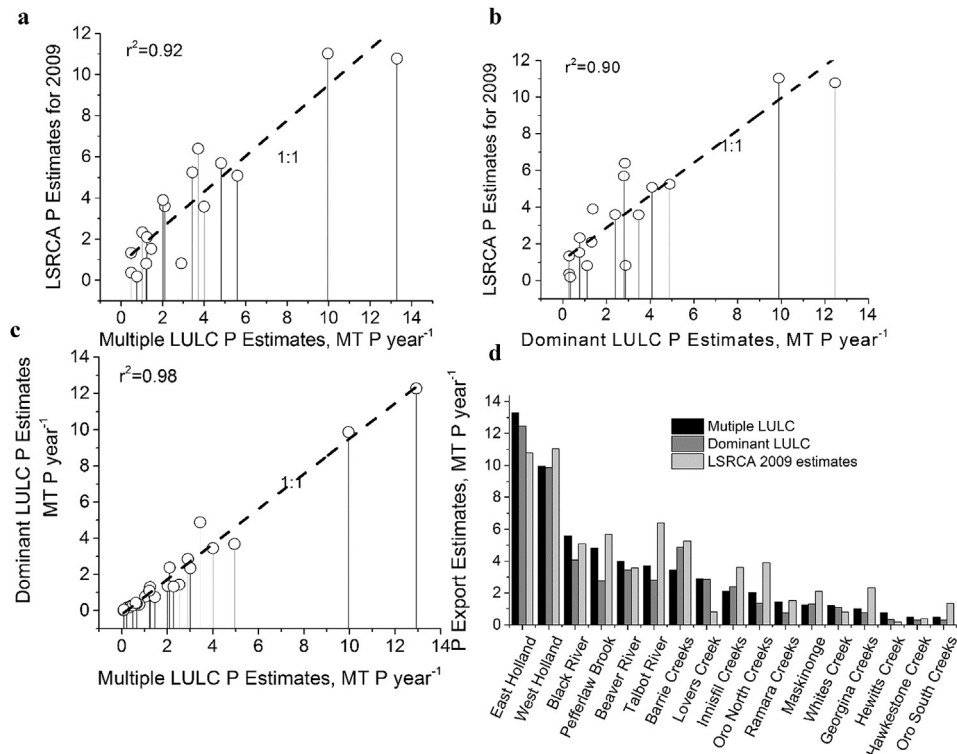 a
r2=0.92
LSRCA P Estimates for 2009
12
10
8
6
4
2
0
1:1
0 2 4 6 8 10 12 14
Multiple LULC P Estimates, MT P year-1
b
r2=0.90
LSRCA P Estimates for 2009
12
10
8
6
4
2
0
1:1
0 2 4 6 8 10 12 14
Dominant LULC P Estimates, MT P year-1
c
r2=0.98
Dominant LULC P Estimates
MT P year-1
14
12
10
8
6
4
2
0
1:1
0 2 4 6 8 10 12 14
Multiple LULC P Estimates, MT P year-1
d
P Export Estimates, MT P year-1
14
12
10
8
6
4
2
0
Mutiple LULC
Dominant LULC
LSRCA 2009 estimates
East Holland
West Holland
Black River
Pefferlaw Brook
Beaver River
Talbot River
Barrie Creeks
Lovers Creek
Innisfil Creeks
Oro North Creeks
Ramara Creeks
Maskinonge
Whites Creek
Georgina Creeks
Hewitts Creek
Hawkestone Creek
Oro South Creeks